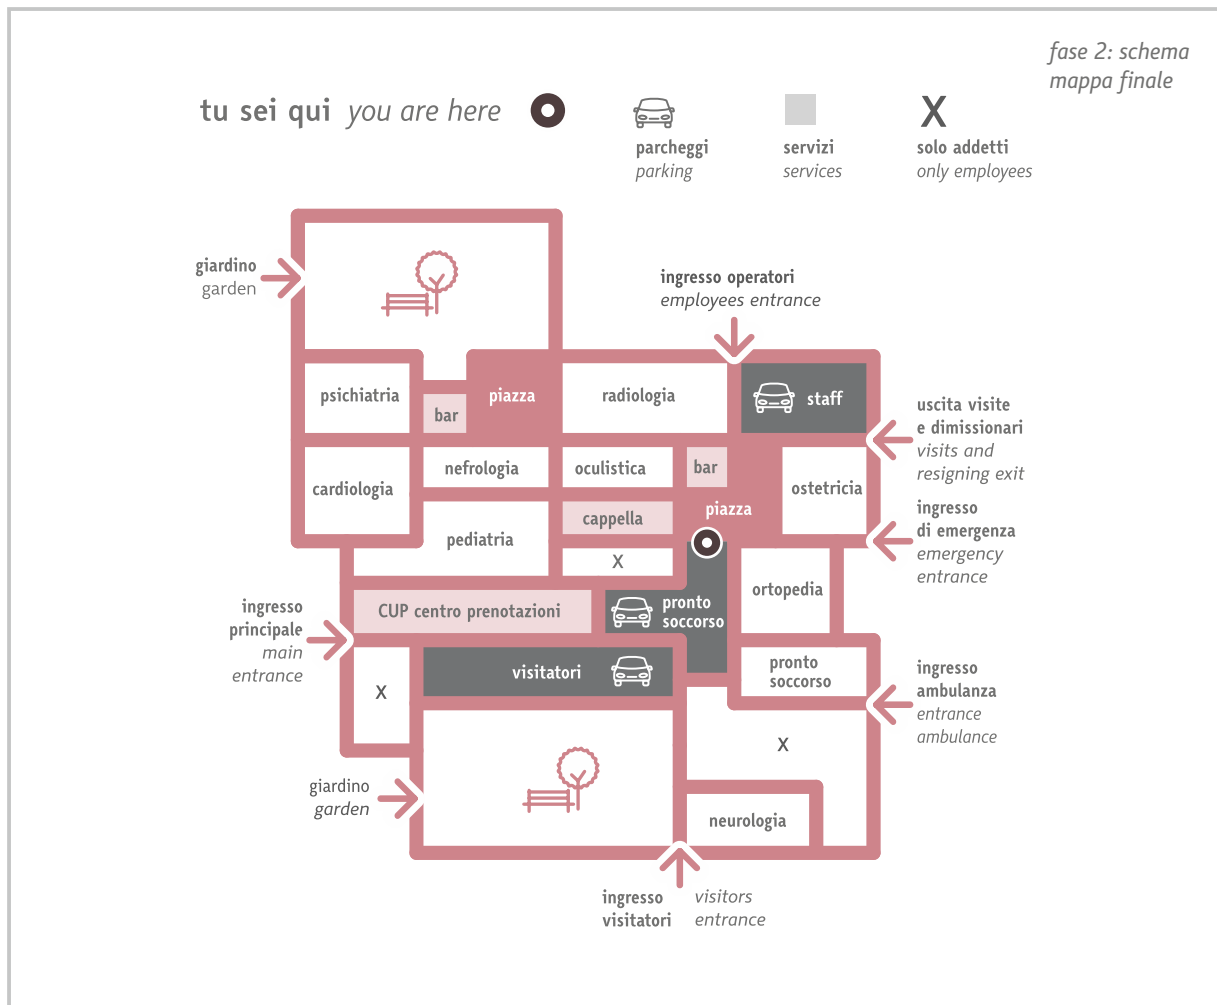 fase 2: schema
mappa finale
tu sei qui you are here
parcheggi
parking
servizi
services
X
solo addetti
only employees
giardino
garden
ingresso operatori
employees entrance
psichiatria
bar
piazza
radiologia
staff
uscita visite
e dimissionari
visits and
resigning exit
cardiologia
nefrologia
oculistica
bar
ostetricia
piazza
cappella
pediatria
X
ingresso
di emergenza
emergency
entrance
ortopedia
CUP centro prenotazioni
pronto
soccorso
ingresso
principale
main
entrance
visitatori
pronto
soccorso
X
ingresso
ambulanza
entrance
ambulance
X
giardino
garden
neurologia
ingresso
visitatori
visitors
entrance